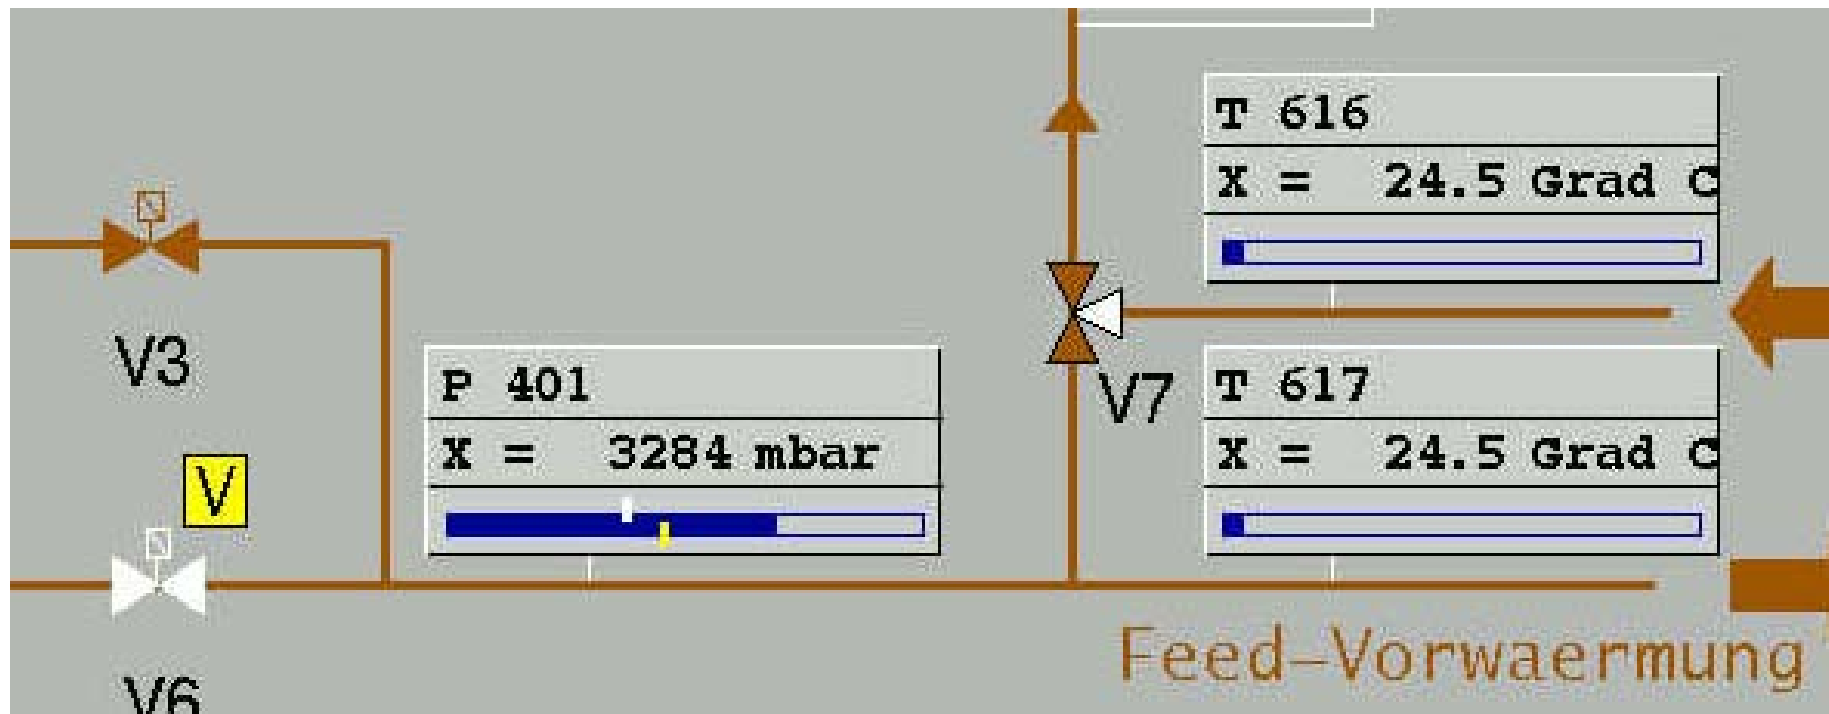 T 616
X = 24.5 Grad C
V3
V7
P 401
X = 3284 mbar
T 617
X = 24.5 Grad C
V
V6
Feed-Vorwaermung